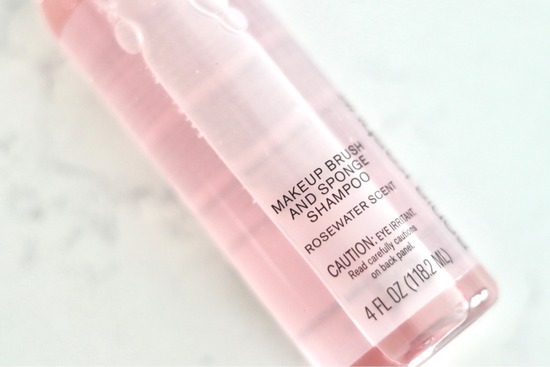 MAKEUP BRUSH
AND SPONGE
SHAMPOO
ROSEWATER SCENT
CAUTION: EYE IRRITANT.
Read carefully cautions
on back panel.
4 FL OZ (118.2 ML)